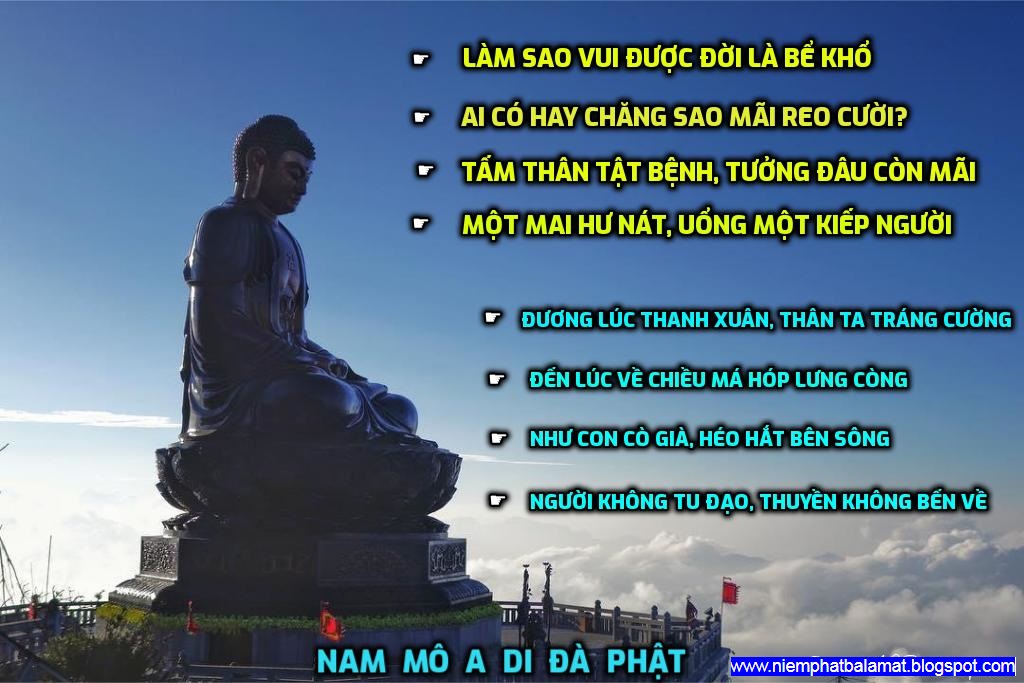 ☛ LÀM SAO VUI ĐƯỢC ĐỜI LÀ BỂ KHỔ
☛ AI CÓ HAY CHĂNG SAO MÃI REO CƯỜI?
☛ TẤM THÂN TẬT BỆNH, TƯỞNG ĐÂU CÒN MÃI
☛ MỘT MAI HƯ NÁT, UỔNG MỘT KIẾP NGƯỜI
☛ ĐƯƠNG LÚC THANH XUÂN, THÂN TA TRÁNG CƯỜNG
☛ ĐẾN LÚC VỀ CHIỀU MÁ HÓP LƯNG CÒNG
☛ NHƯ CON CÒ GIÀ, HÉO HẮT BÊN SÔNG
☛ NGƯỜI KHÔNG TU ĐẠO, THUYỀN KHÔNG BẾN VỀ
NAM MÔ A DI ĐÀ PHẬT
www.niemphatbalamat.blogspot.com